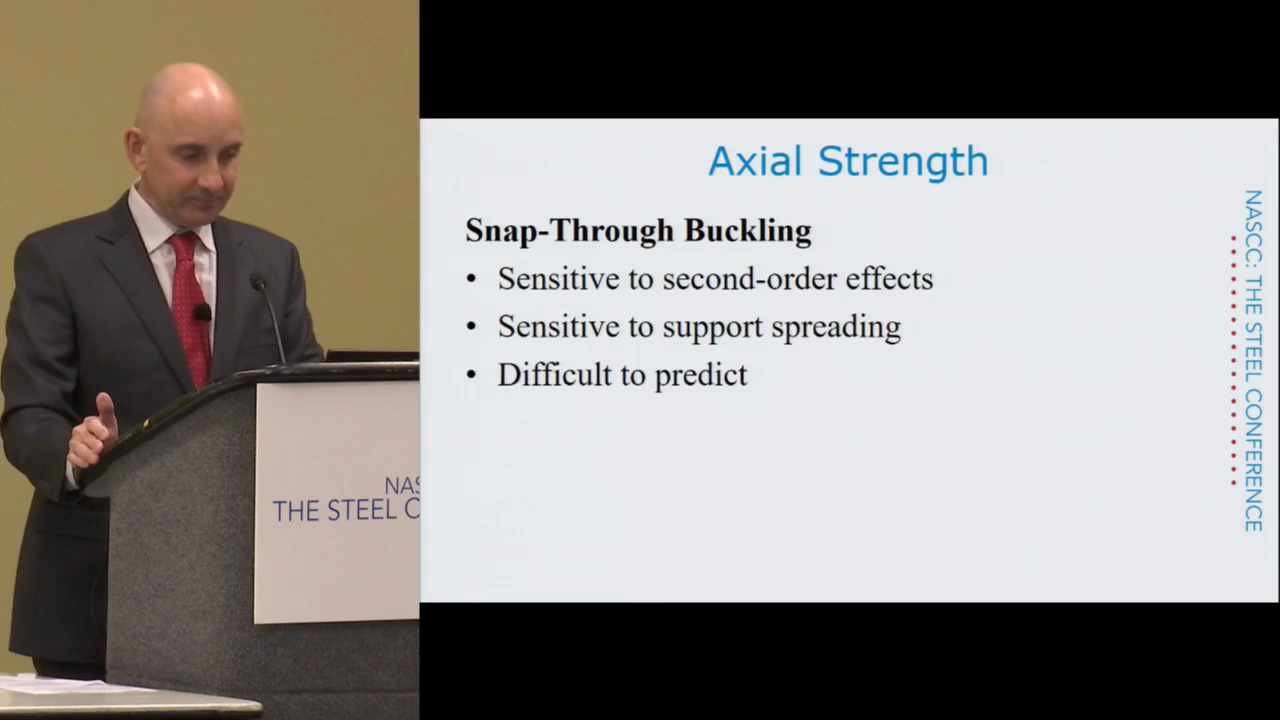 Axial Strength
Snap-Through Buckling
• Sensitive to second-order effects
• Sensitive to support spreading
• Difficult to predict
NASCC: THE STEEL CONFERENCE
NAS
THE STEEL C